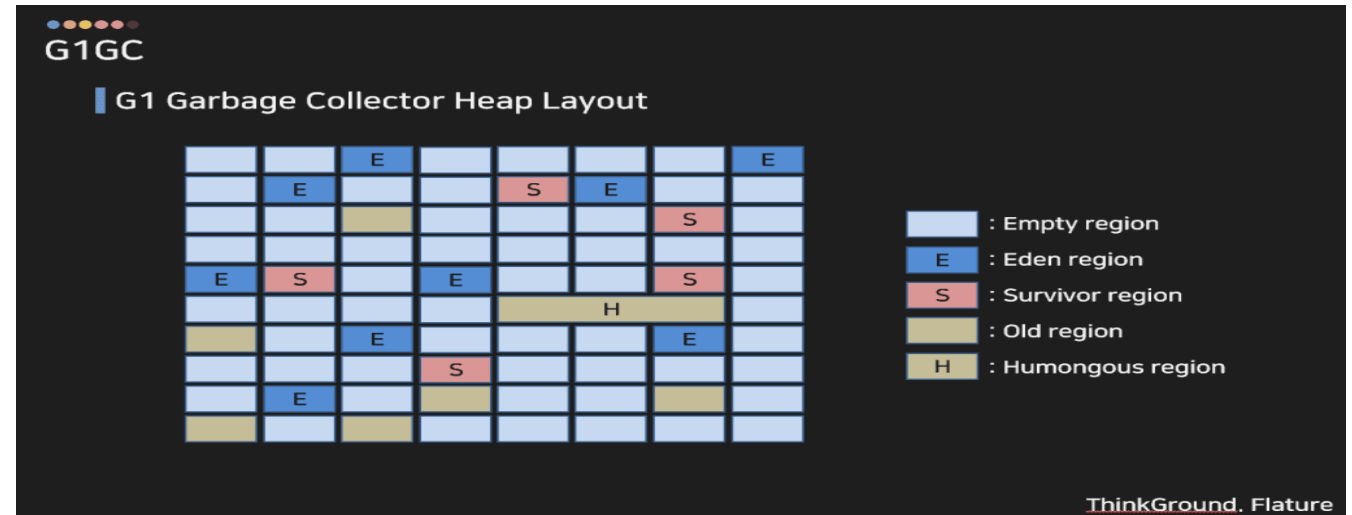 G1GC
G1 Garbage Collector Heap Layout
E E
E S E
S
E S E S
H
E E
S
E
: Empty region
E : Eden region
S : Survivor region
: Old region
H : Humongous region
ThinkGround. Flature